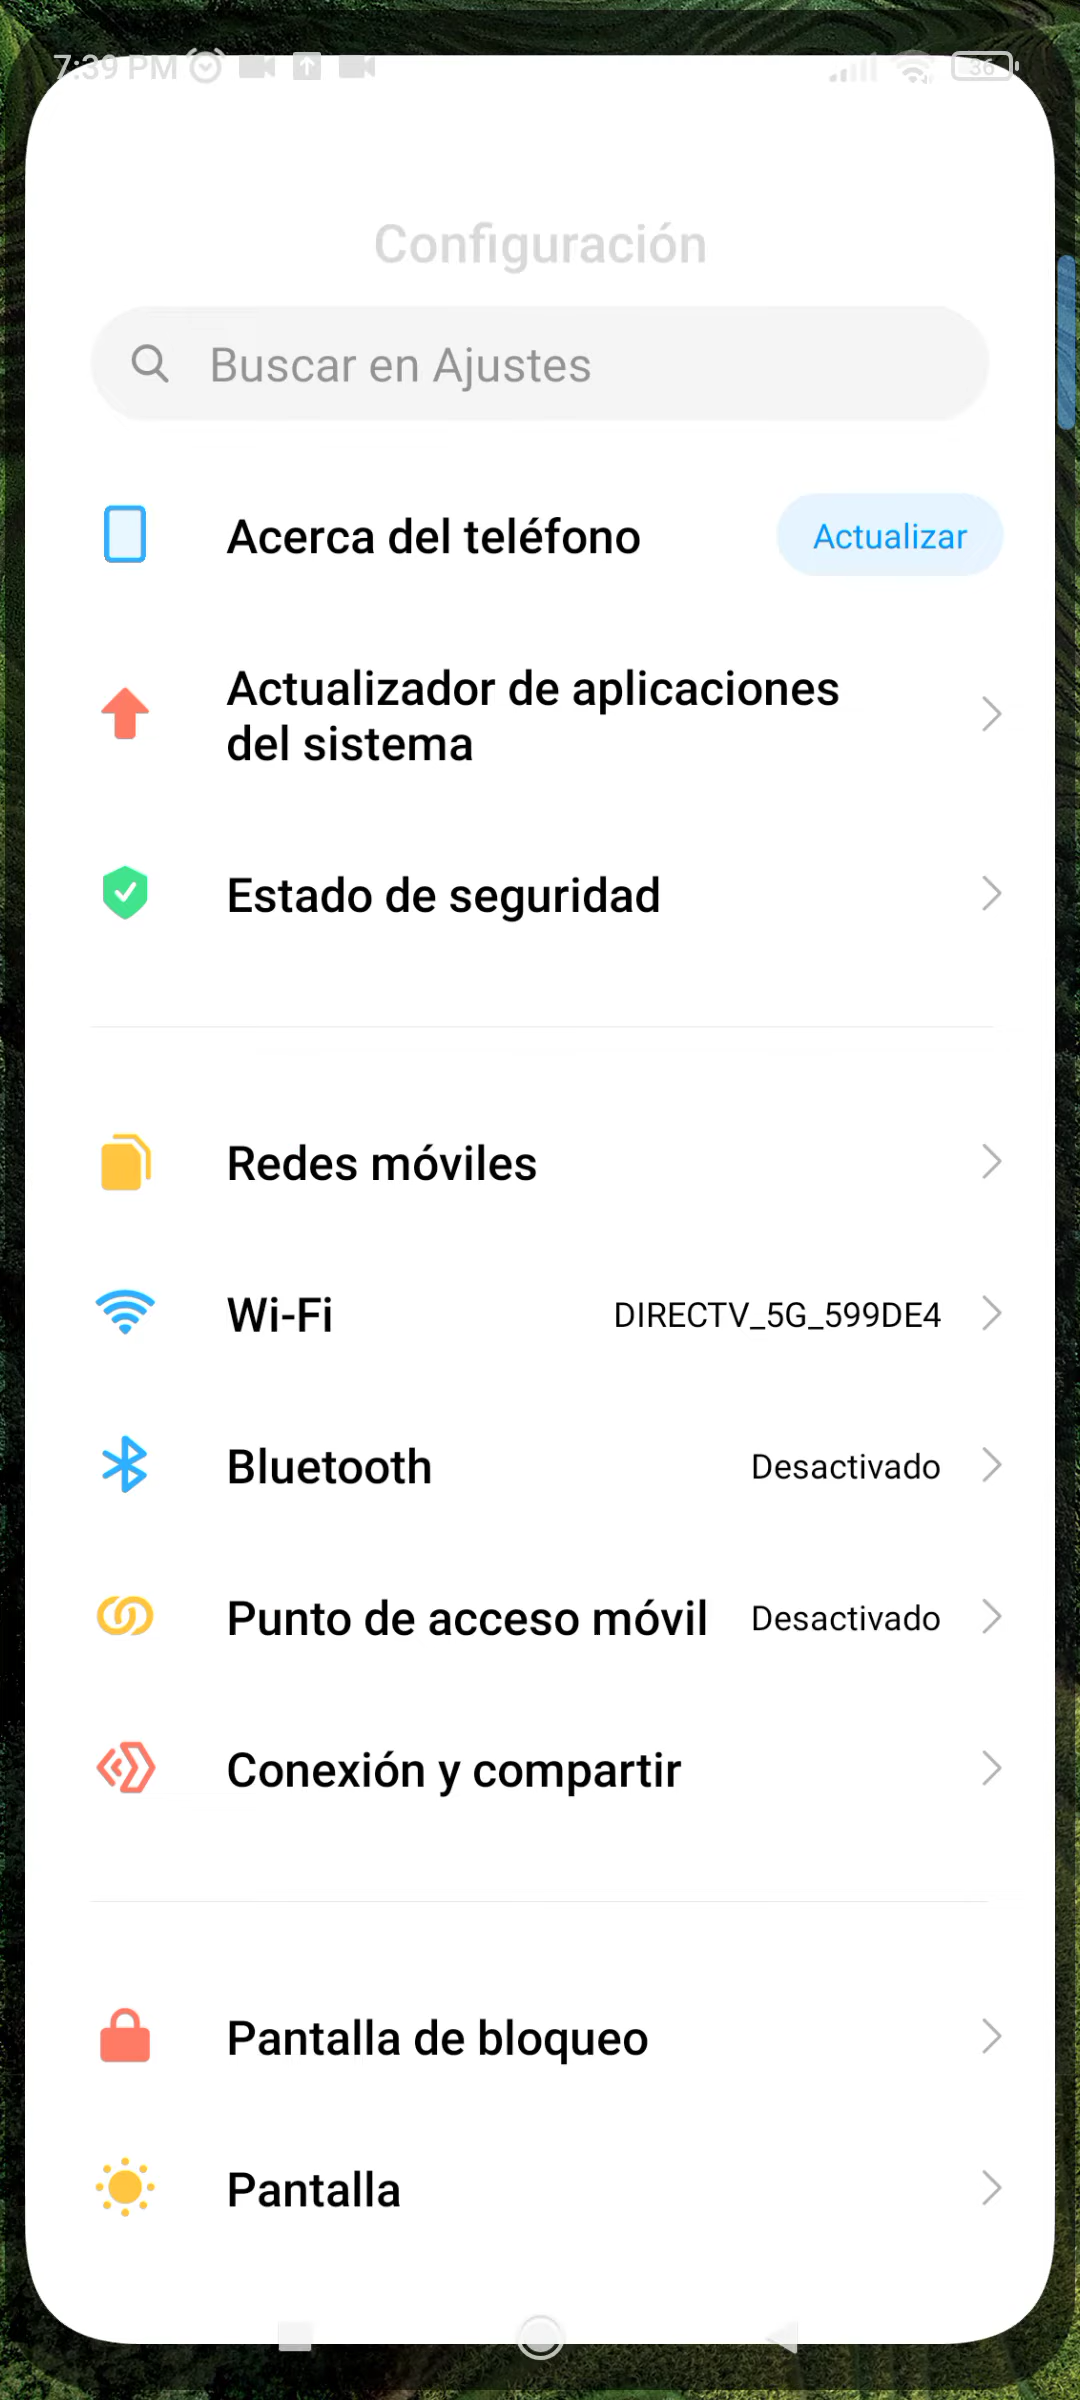 7:39 PM 36
Configuración
Buscar en Ajustes
Acerca del teléfono Actualizar
Actualizador de aplicaciones
del sistema
Estado de seguridad
Redes móviles
Wi-Fi DIRECTV_5G_599DE4
Bluetooth Desactivado
Punto de acceso móvil Desactivado
Conexión y compartir
Pantalla de bloqueo
Pantalla